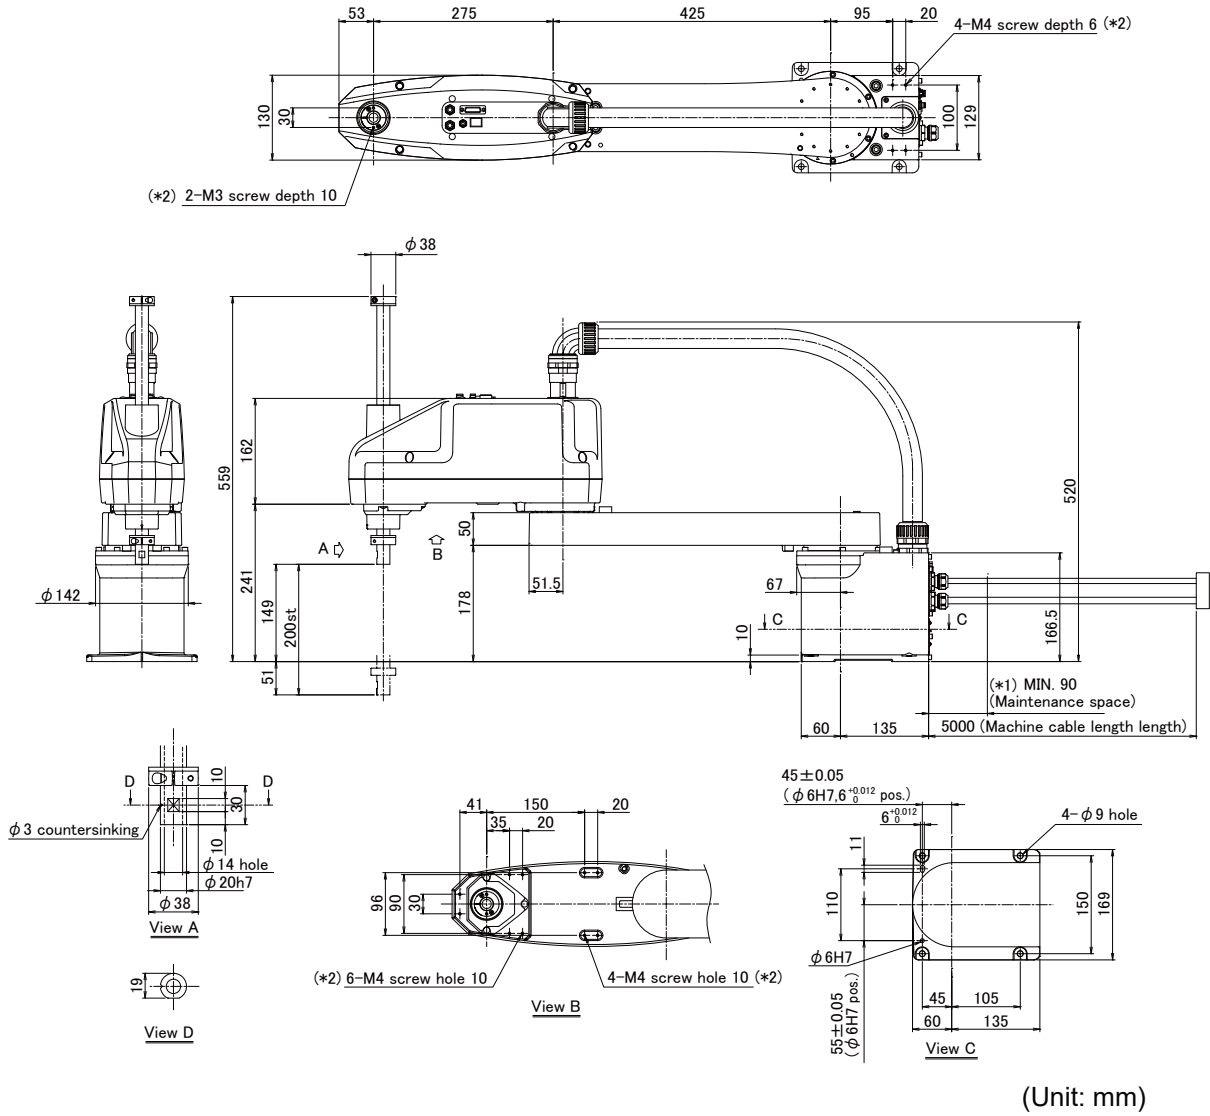 53
275
425
95
20
4-M4 screw depth 6 (*2)
130
30
100
129
(*2) 2-M3 screw depth 10
φ38
559
162
241
149
200st
51
A
B
50
51.5
178
67
10
C
C
520
166.5
φ142
(*1) MIN. 90
(Maintenance space)
60
135
5000 (Machine cable length length)
D
D
10
30
10
φ3 countersinking
φ14 hole
φ20h7
φ38
View A
19
View D
41
150
20
35
20
96
90
30
(*2) 6-M4 screw hole 10
4-M4 screw hole 10 (*2)
View B
45±0.05
(φ6H7,6 +0.012 0 pos.)
6 +0.012 0
4-φ9 hole
11
110
150
169
φ6H7
55±0.05
(φ6H7 pos.)
45
105
60
135
View C
(Unit: mm)